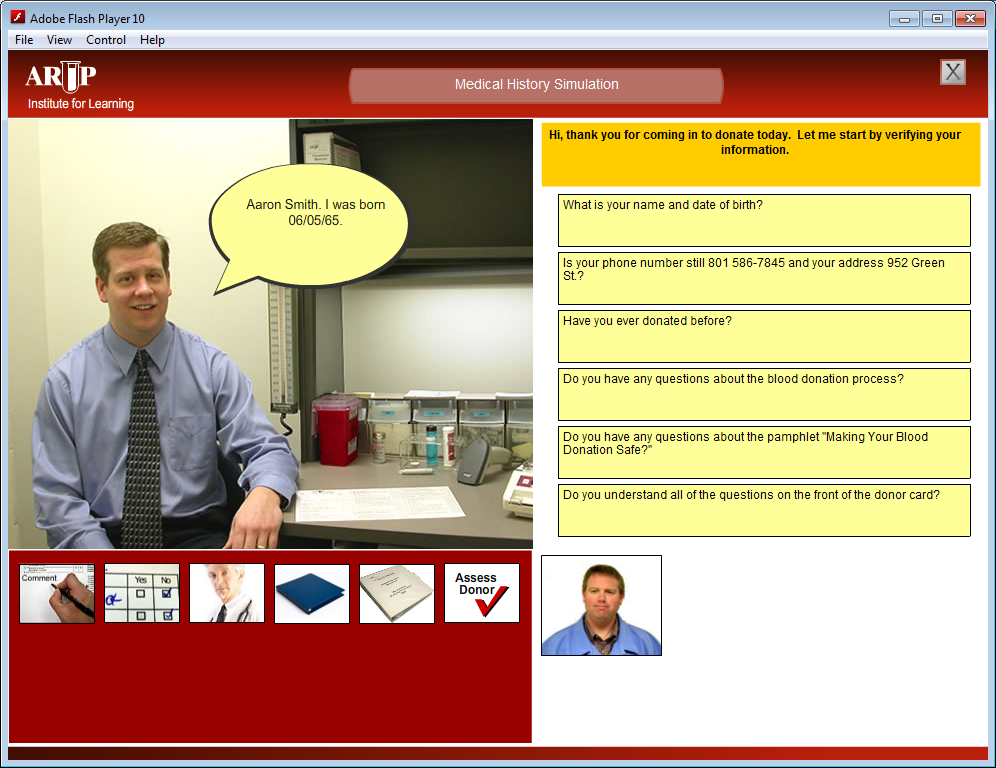 Adobe Flash Player 10
File View Control Help
ARUP
Institute for Learning
Medical History Simulation
X
Aaron Smith. I was born
06/05/65.
Hi, thank you for coming in to donate today. Let me start by verifying your
information.
What is your name and date of birth?
Is your phone number still 801 586-7845 and your address 952 Green
St.?
Have you ever donated before?
Do you have any questions about the blood donation process?
Do you have any questions about the pamphlet "Making Your Blood
Donation Safe?"
Do you understand all of the questions on the front of the donor card?
Comment
Yes No
Assess
Donor